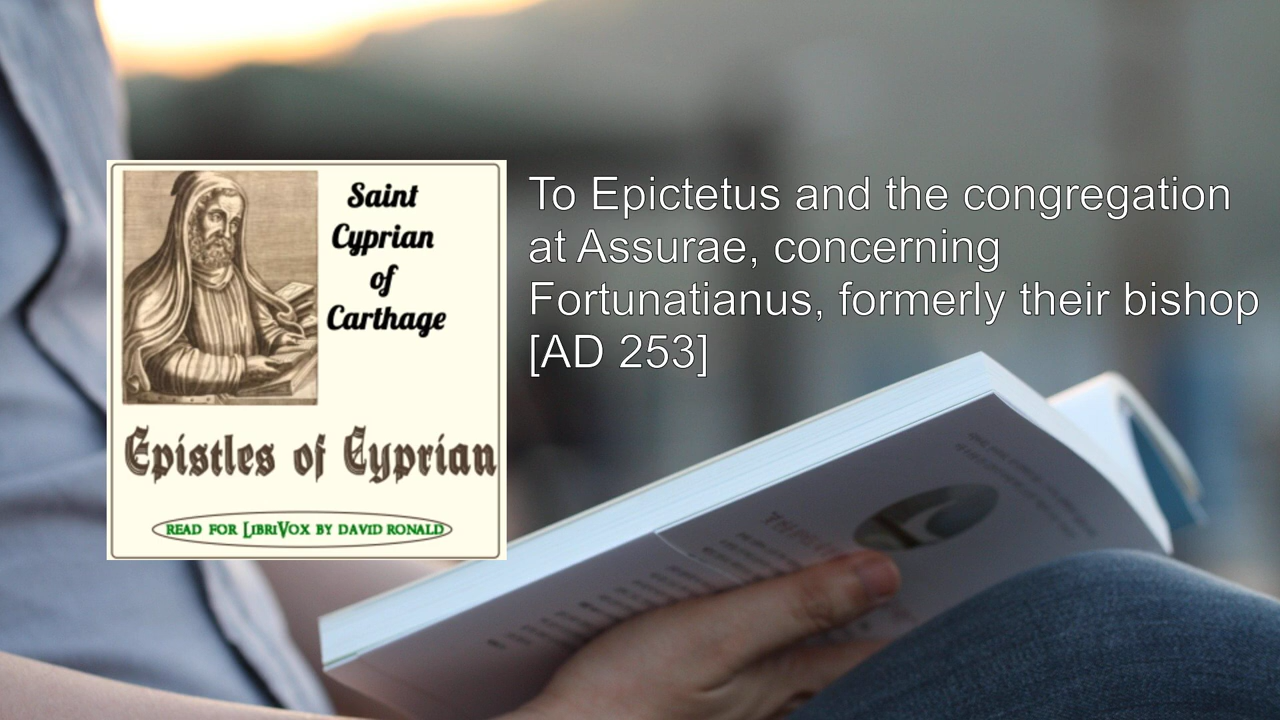 Saint
Cyprian
of
Carthage
Epistles of Cyprian
READ FOR LIBRIVOX BY DAVID RONALD
To Epictetus and the congregation
at Assurae, concerning
Fortunatianus, formerly their bishop
[AD 253]